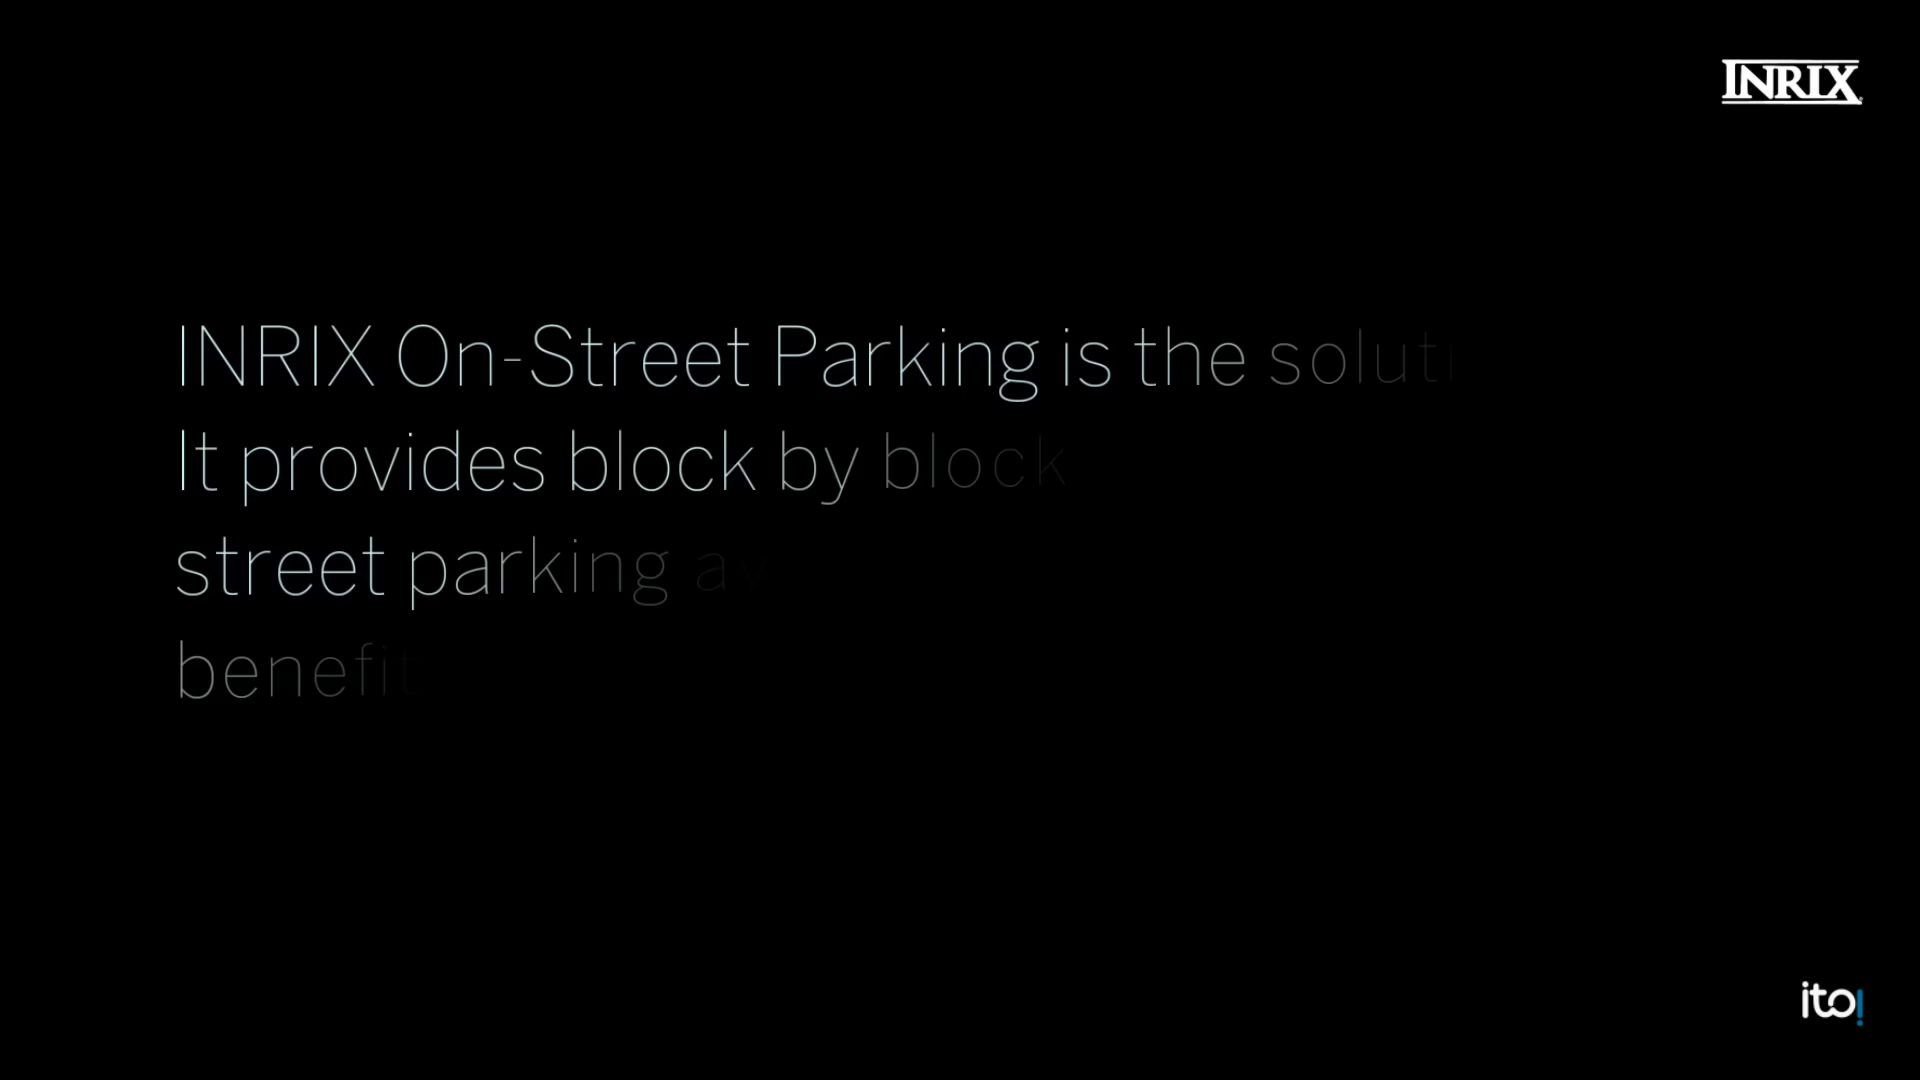 INRIX
INRIX On-Street Parking is the soluti
It provides block by block
street parking av
benefit
ito!